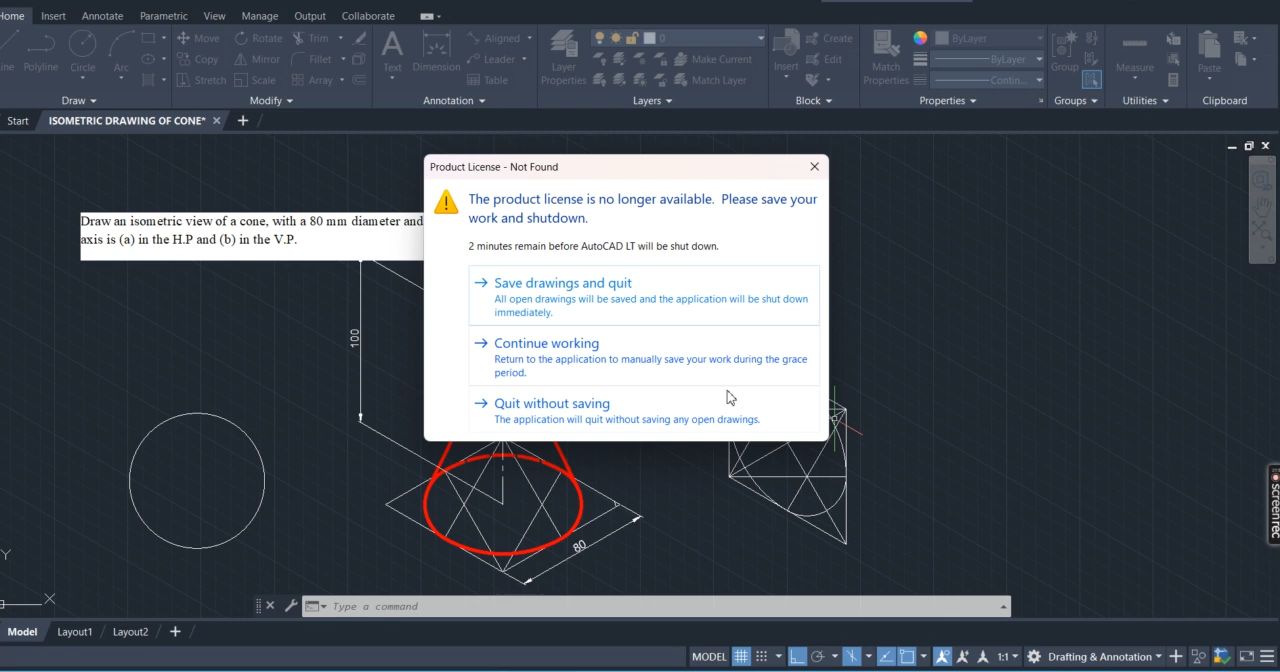 Home Insert Annotate Parametric View Manage Output Collaborate
Move Rotate Trim
Aligned
0
Create
ByLayer
Copy Mirror Fillet
Leader
Make Current
Edit
ByLayer
Line Polyline Circle Arc
Stretch Scale Array
Text Dimension
Table
Layer Properties
Match Layer
Insert
Match Properties
Contin...
Group
Measure
Paste
Draw Modify Annotation Layers Block Properties Groups Utilities Clipboard
Start ISOMETRIC DRAWING OF CONE*
Product License - Not Found
The product license is no longer available. Please save your
work and shutdown.
2 minutes remain before AutoCAD LT will be shut down.
Save drawings and quit
All open drawings will be saved and the application will be shut down
immediately.
Continue working
Return to the application to manually save your work during the grace
period.
Quit without saving
The application will quit without saving any open drawings.
Draw an isometric view of a cone, with a 80 mm diameter and
axis is (a) in the H.P and (b) in the V.P.
100
80
screenrec
Y
X
Type a command
Model Layout1 Layout2
MODEL 1:1 Drafting & Annotation